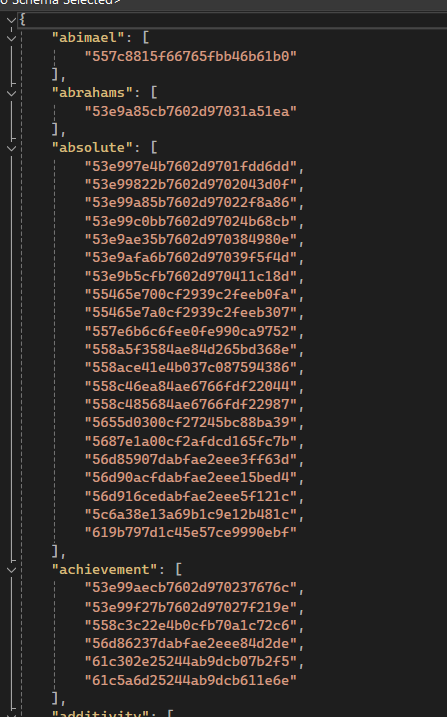 o Schema Selected>
{
"abimael": [
"557c8815f66765fbb46b61b0"
],
"abrahams": [
"53e9a85cb7602d97031a51ea"
],
"absolute": [
"53e997e4b7602d9701fdd6dd",
"53e99822b7602d9702043d0f",
"53e99a85b7602d97022f8a86",
"53e99c0bb7602d97024b68cb",
"53e9ae35b7602d970384980e",
"53e9afa6b7602d97039f5f4d",
"53e9b5cfb7602d970411c18d",
"55465e700cf2939c2feeb0fa",
"55465e7a0cf2939c2feeb307",
"557e6b6c6fee0fe990ca9752",
"558a5f3584ae84d265bd368e",
"558ace41e4b037c087594386",
"558c46ea84ae6766fdf22044",
"558c485684ae6766fdf22987",
"5655d0300cf27245bc88ba39",
"5687e1a00cf2afdcd165fc7b",
"56d85907dabfae2eee3ff63d",
"56d90acfdabfae2eee15bed4",
"56d916cedabfae2eee5f121c",
"5c6a38e13a69b1c9e12b481c",
"619b797d1c45e57ce9990ebf"
],
"achievement": [
"53e99aecb7602d970237676c",
"53e99f27b7602d97027f219e",
"558c3c22e4b0cfb70a1c72c6",
"56d86237dabfae2eee84d2de",
"61c302e25244ab9dcb07b2f5",
"61c5a6d25244ab9dcb611e6e"
],
"additivity": [